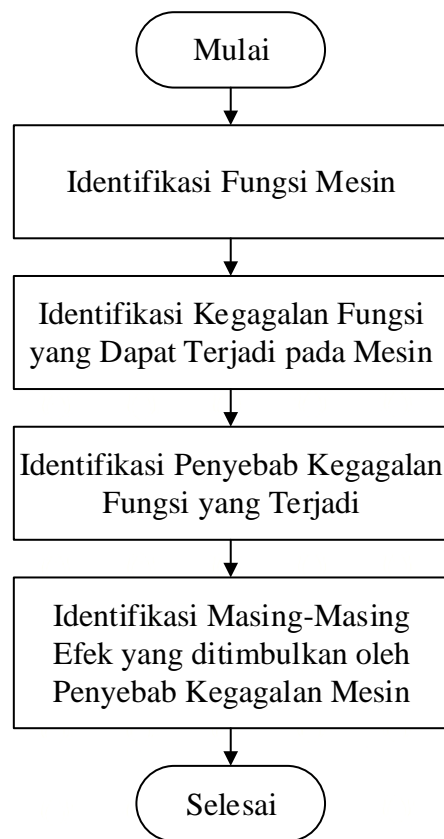 Mulai
Identifikasi Fungsi Mesin
Identifikasi Kegagalan Fungsi
yang Dapat Terjadi pada Mesin
Identifikasi Penyebab Kegagalan
Fungsi yang Terjadi
Identifikasi Masing-Masing
Efek yang ditimbulkan oleh
Penyebab Kegagalan Mesin
Selesai